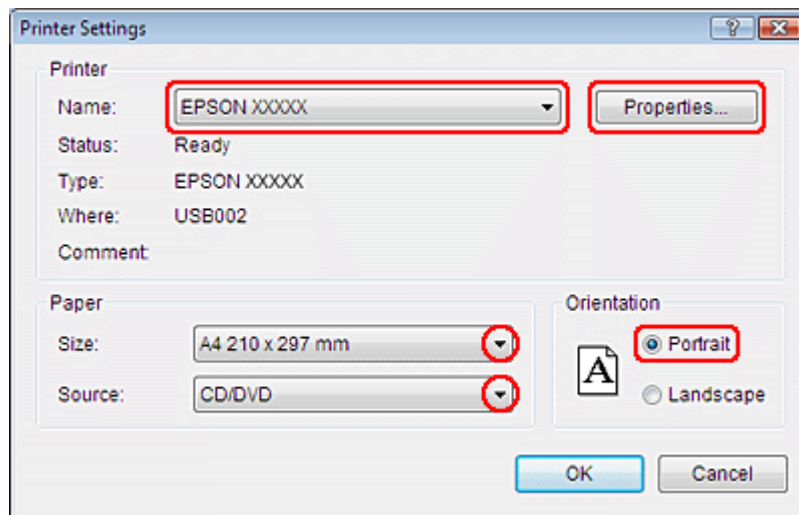 Printer Settings
Printer
Name: EPSON XXXXX Properties...
Status: Ready
Type: EPSON XXXXX
Where: USB002
Comment:
Paper
Size: A4 210 x 297 mm
Source: CD/DVD
Orientation
A
Portrait
Landscape
OK Cancel